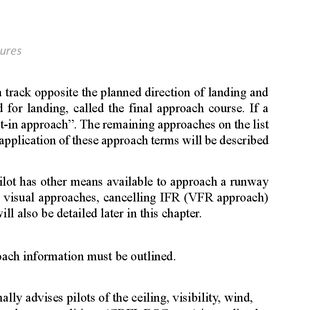 ures
track opposite the planned direction of landing and
for landing, called the final approach course. If a
t-in approach”. The remaining approaches on the list
application of these approach terms will be described
ilot has other means available to approach a runway
visual approaches, cancelling IFR (VFR approach)
ill also be detailed later in this chapter.
ach information must be outlined.
ally advises pilots of the ceiling, visibility, wind,